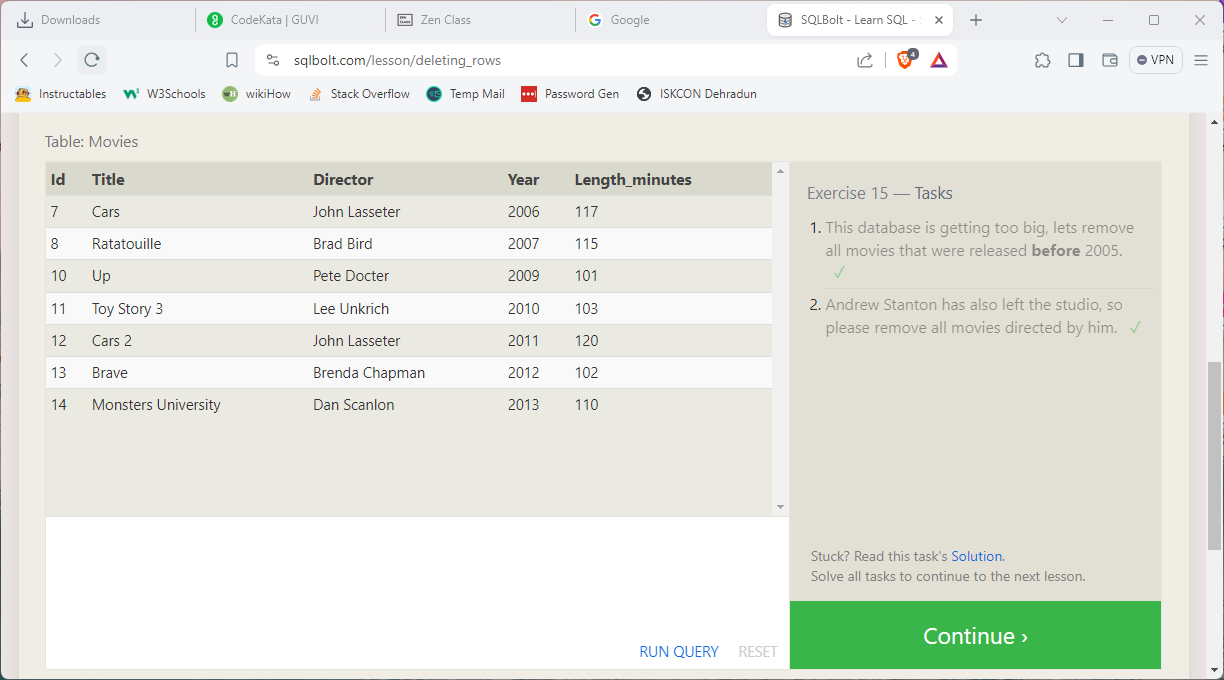 Downloads
CodeKata | GUVI
Zen Class
Google
SQLBolt - Learn SQL -
sqlbolt.com/lesson/deleting_rows
4
VPN
Instructables
W3Schools
wikiHow
Stack Overflow
Temp Mail
Password Gen
ISKCON Dehradun
Table: Movies
Id Title Director Year Length_minutes
7 Cars John Lasseter 2006 117
8 Ratatouille Brad Bird 2007 115
10 Up Pete Docter 2009 101
11 Toy Story 3 Lee Unkrich 2010 103
12 Cars 2 John Lasseter 2011 120
13 Brave Brenda Chapman 2012 102
14 Monsters University Dan Scanlon 2013 110
RUN QUERY RESET
Exercise 15 — Tasks
1. This database is getting too big, lets remove
all movies that were released before 2005.
✓
2. Andrew Stanton has also left the studio, so
please remove all movies directed by him. ✓
Stuck? Read this task's Solution.
Solve all tasks to continue to the next lesson.
Continue ›